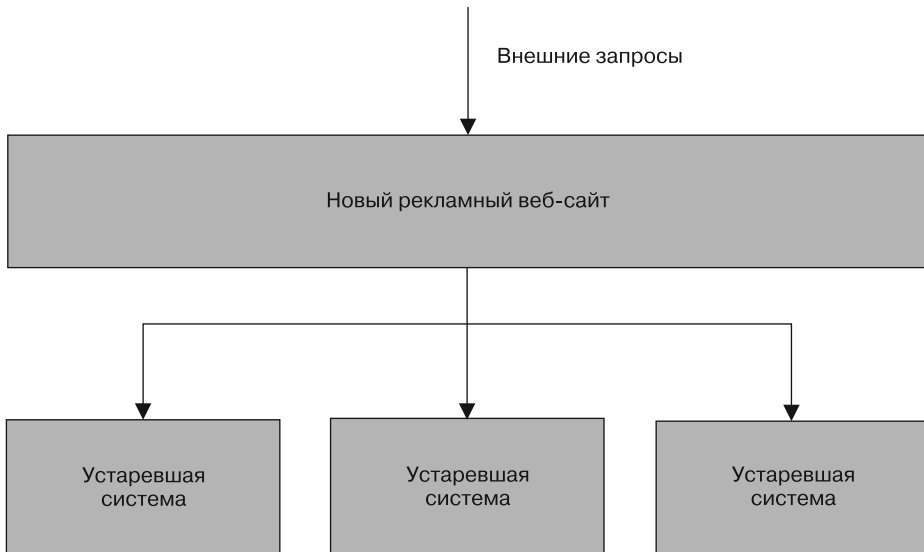 Внешние запросы
Новый рекламный веб-сайт
Устаревшая
система
Устаревшая
система
Устаревшая
система